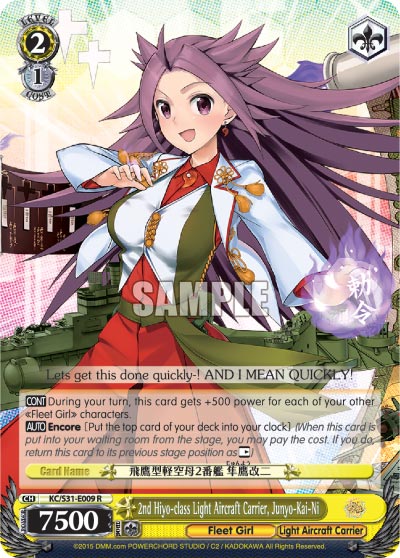 LEVEL
2
1
COST
勅令
SAMPLE
Lets get this done quickly-! AND I MEAN QUICKLY!
CONT During your turn, this card gets +500 power for each of your other
«Fleet Girl» characters.
AUTO Encore [Put the top card of your deck into your clock] (When this card is
put into your waiting room from the stage, you may pay the cost. If you do,
return this card to its previous stage position as
Card Name
飛鷹型軽空母2番艦 隼鷹改二
CH KC/S31-E009 R
7500
2nd Hiyo-class Light Aircraft Carrier, Junyo-Kai-Ni
Fleet Girl
Light Aircraft Carrier
©2015 DMM.com POWERCHORD STUDIO / C2 / KADOKAWA All Rights Reserved.